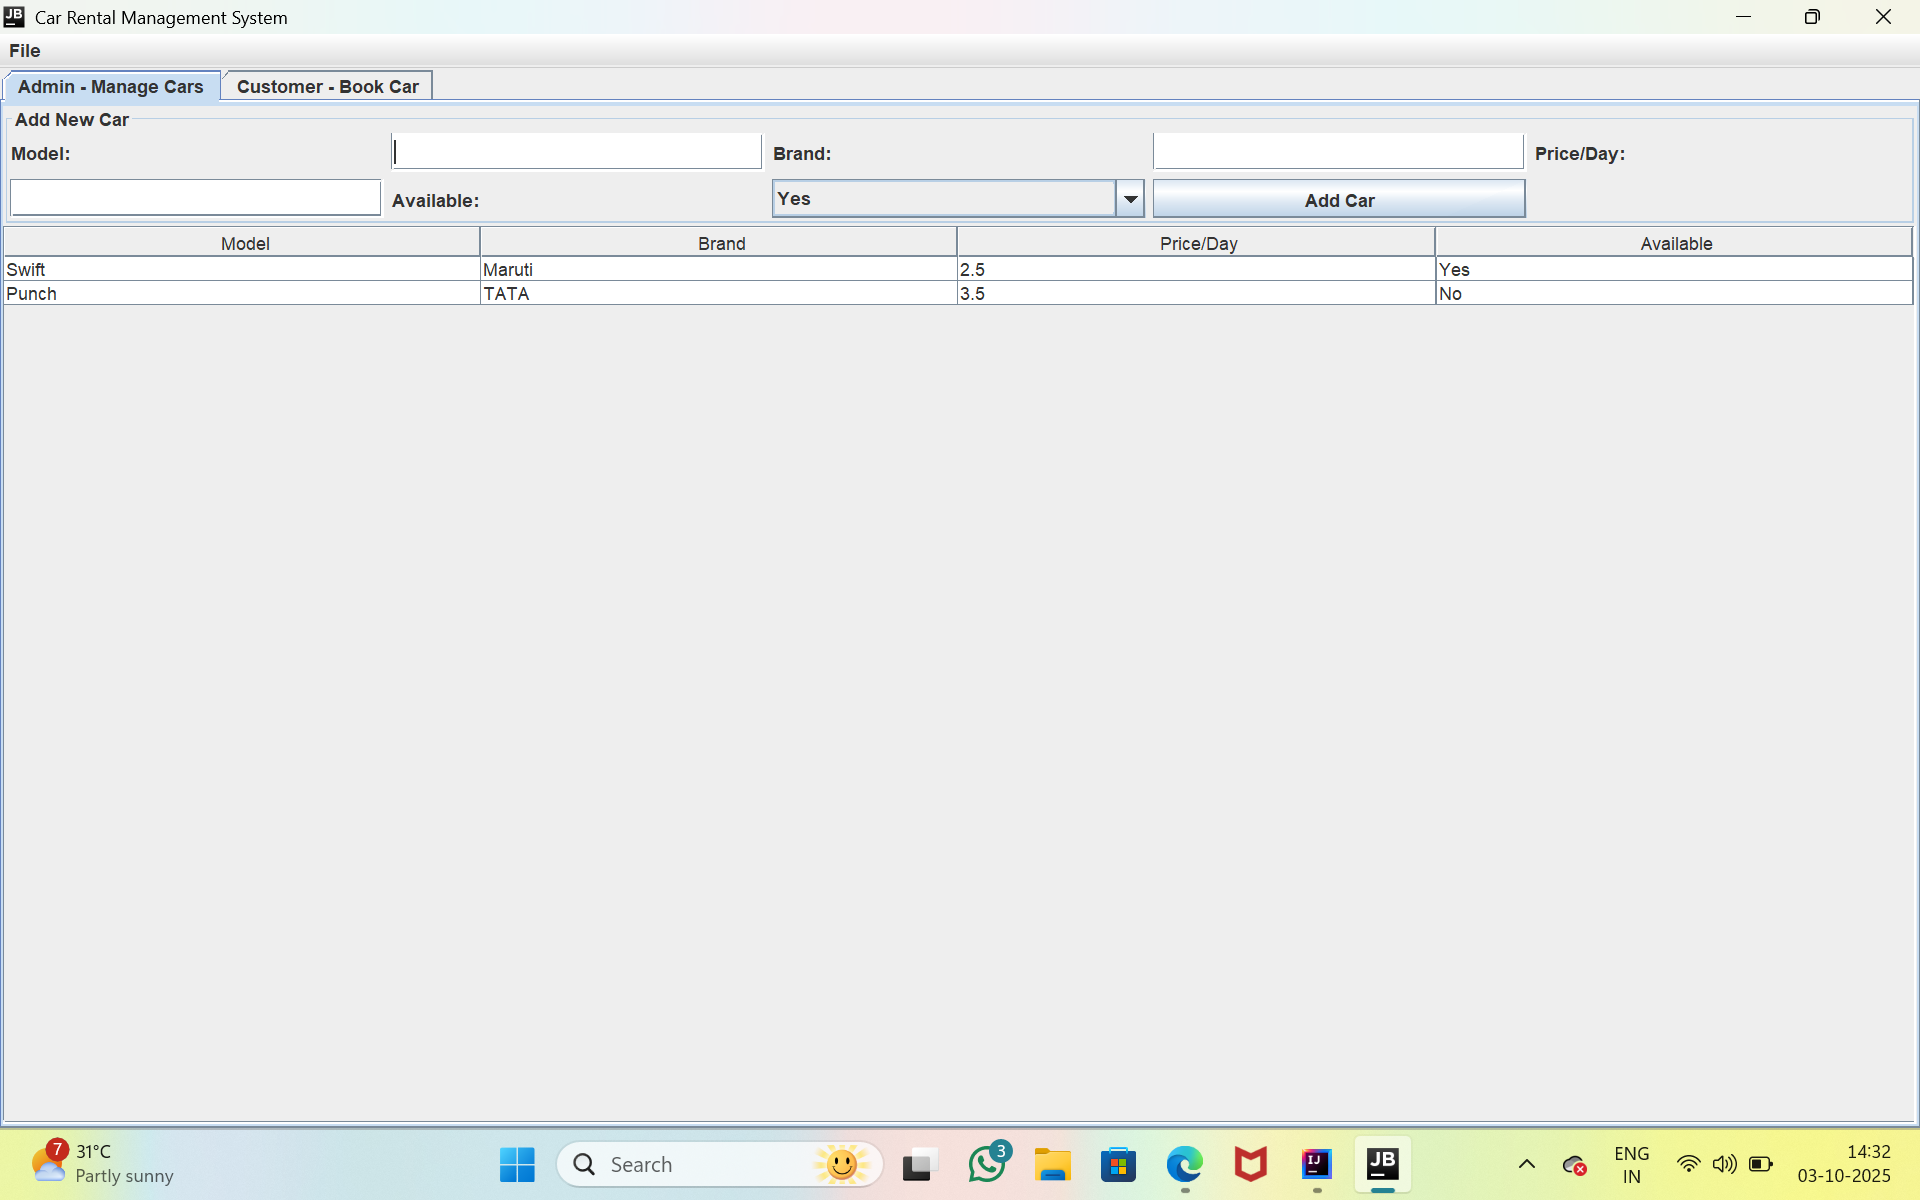 JB Car Rental Management System
File
Admin - Manage Cars Customer - Book Car
Add New Car
Model: Brand: Price/Day:
Available: Yes Add Car
Model Brand Price/Day Available
Swift Maruti 2.5 Yes
Punch TATA 3.5 No
7 31°C
Partly sunny
Search
3
IJ
JB
ENG
IN
14:32
03-10-2025